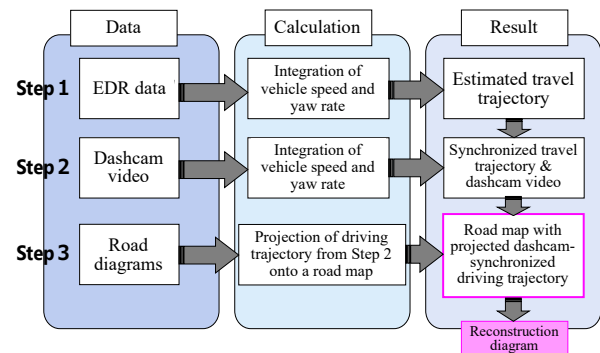 Data
Calculation
Result
Step 1
EDR data
Integration of
vehicle speed and
yaw rate
Estimated travel
trajectory
Step 2
Dashcam
video
Integration of
vehicle speed and
yaw rate
Synchronized travel
trajectory &
dashcam video
Step 3
Road
diagrams
Projection of driving
trajectory from Step 2
onto a road map
Road map with
projected dashcam-
synchronized
driving trajectory
Reconstruction
diagram